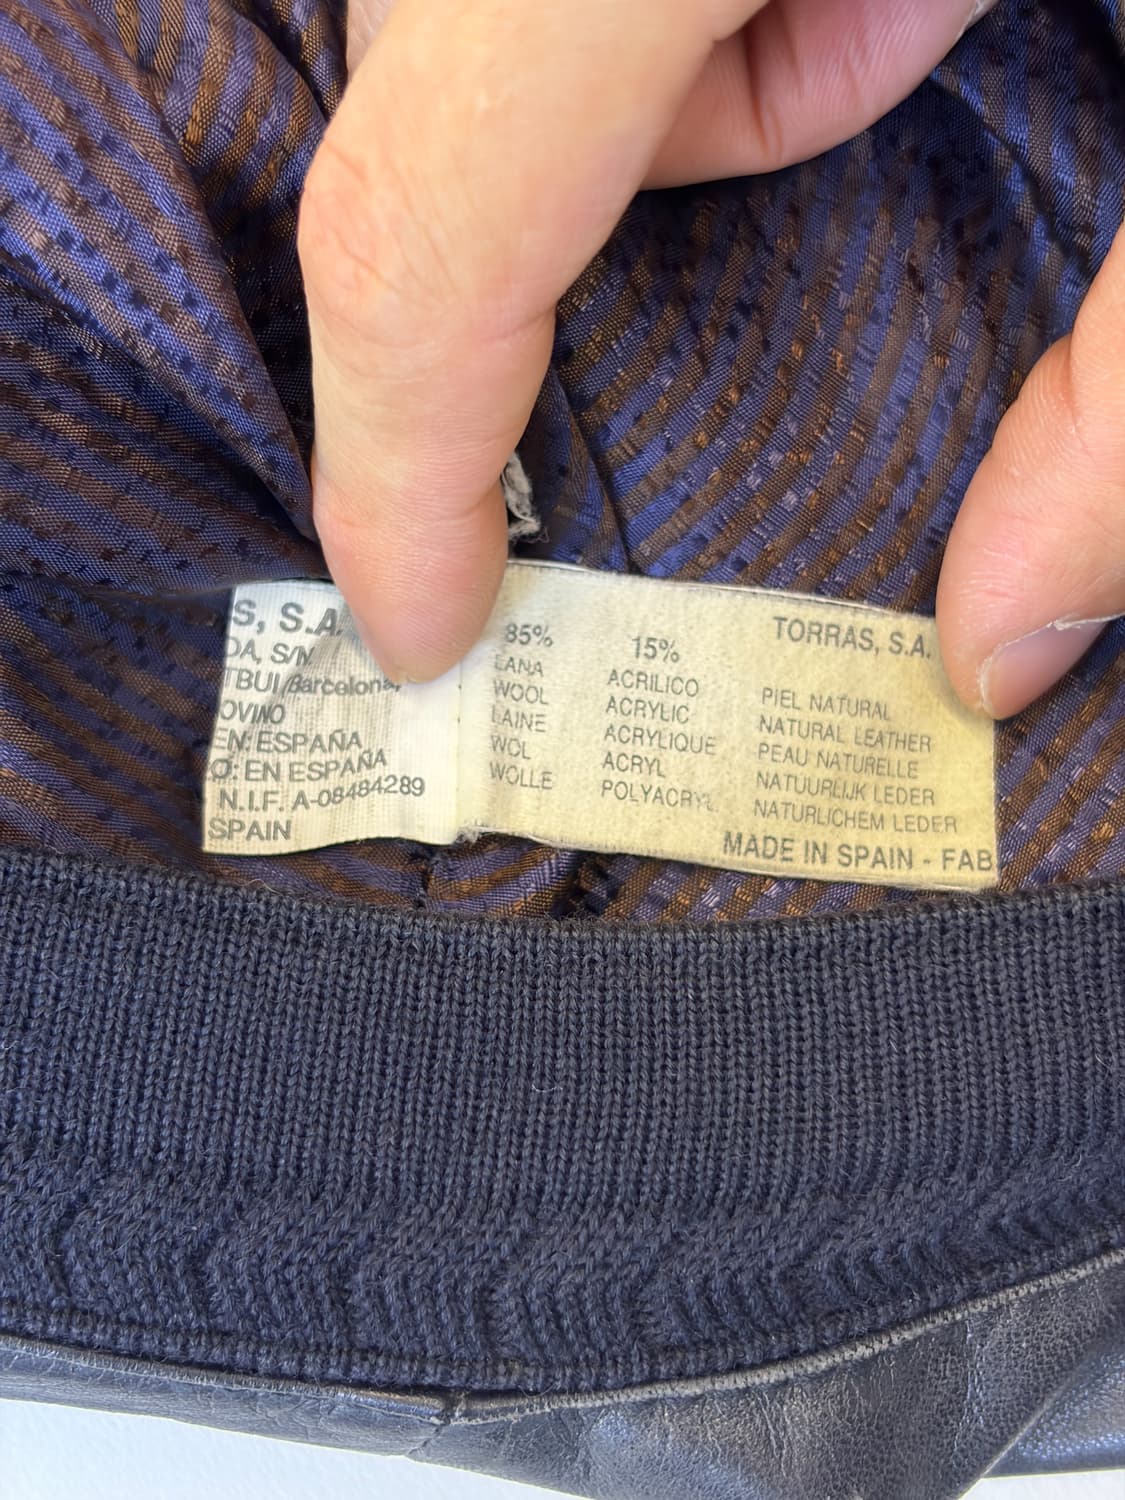 S, S.A.
DA, S/N
TBUI/Barcelona,
OVINO
EN: ESPAÑA
O: EN ESPAÑA
N.I.F. A-08484289
SPAIN
85%
LANA
WOOL
LAINE
WOL
WOLLE
15%
ACRILICO
ACRYLIC
ACRYLIQUE
ACRYL
POLYACRYL
TORRAS, S.A.
PIEL NATURAL
NATURAL LEATHER
PEAU NATURELLE
NATUURLIJK LEDER
NATURLICHEM LEDER
MADE IN SPAIN - FAB